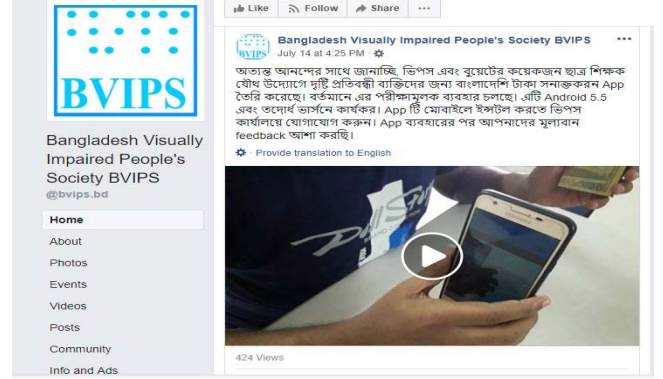 BVIPS
Bangladesh Visually
Impaired People's
Society BVIPS
@bvips.bd
Home
About
Photos
Events
Videos
Posts
Community
Info and Ads
Like Follow Share ...
BVIPS
Bangladesh Visually Impaired People's Society BVIPS
July 14 at 4:25 PM
অত্যন্ত আনন্দের সাথে জানাচ্ছি, ভিপস এবং বুয়েটের কয়েকজন ছাত্র শিক্ষক
যৌথ উদ্যোগে দৃষ্টি প্রতিবন্ধী ব্যক্তিদের জন্য বাংলাদেশি টাকা সনাক্তকরন App
তৈরি করেছে। বর্তমানে এর পরীক্ষামূলক ব্যবহার চলছে। এটি Android 5.5
এবং তদোর্ধ ভার্সনে কার্যকর। App টি মোবাইলে ইন্সটল করতে ভিপস
কার্যালয়ে যোগাযোগ করুন। App ব্যবহারের পর আপনাদের মূল্যবান
feedback আশা করছি।
Provide translation to English
SAMSUNG
424 Views